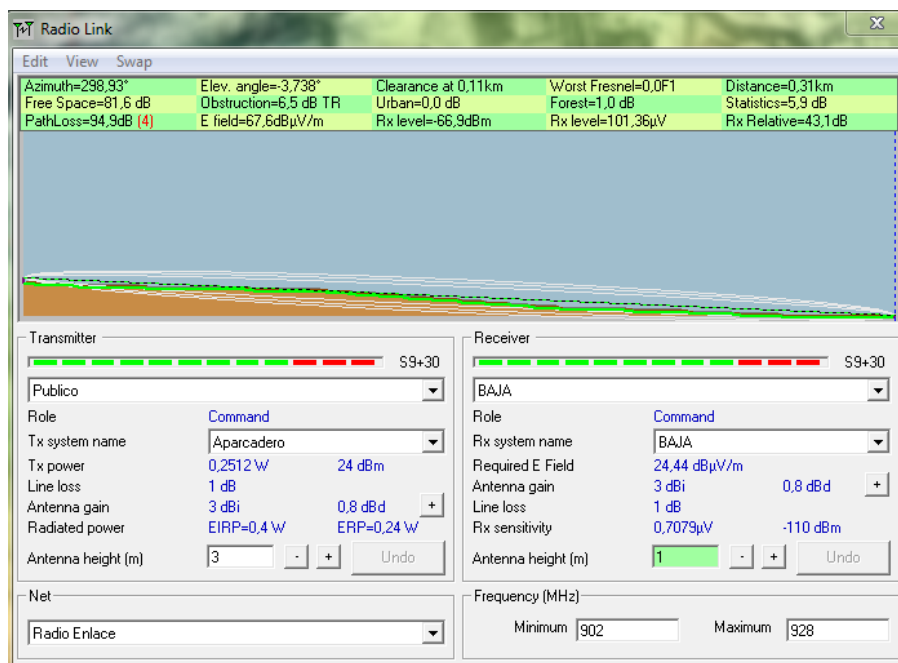 Radio Link
Edit View Swap
Azimuth=298,93° Elev. angle=-3,738° Clearance at 0,11km Worst Fresnel=0,0F1 Distance=0,31km
Free Space=81,6 dB Obstruction=6,5 dB TR Urban=0,0 dB Forest=1,0 dB Statistics=5,9 dB
PathLoss=94,9dB (4) E field=67,6dBµV/m Rx level=-66,9dBm Rx level=101,36µV Rx Relative=43,1dB
Transmitter
S9+30
Publico
Role Command
Tx system name Aparcadero
Tx power 0,2512 W 24 dBm
Line loss 1 dB
Antenna gain 3 dBi 0,8 dBd +
Radiated power EIRP=0,4 W ERP=0,24 W
Antenna height (m) 3 - + Undo
Receiver
S9+30
BAJA
Role Command
Rx system name BAJA
Required E Field 24,44 dBµV/m
Antenna gain 3 dBi 0,8 dBd +
Line loss 1 dB
Rx sensitivity 0,7079µV -110 dBm
Antenna height (m) 1 - + Undo
Net
Radio Enlace
Frequency (MHz)
Minimum 902 Maximum 928